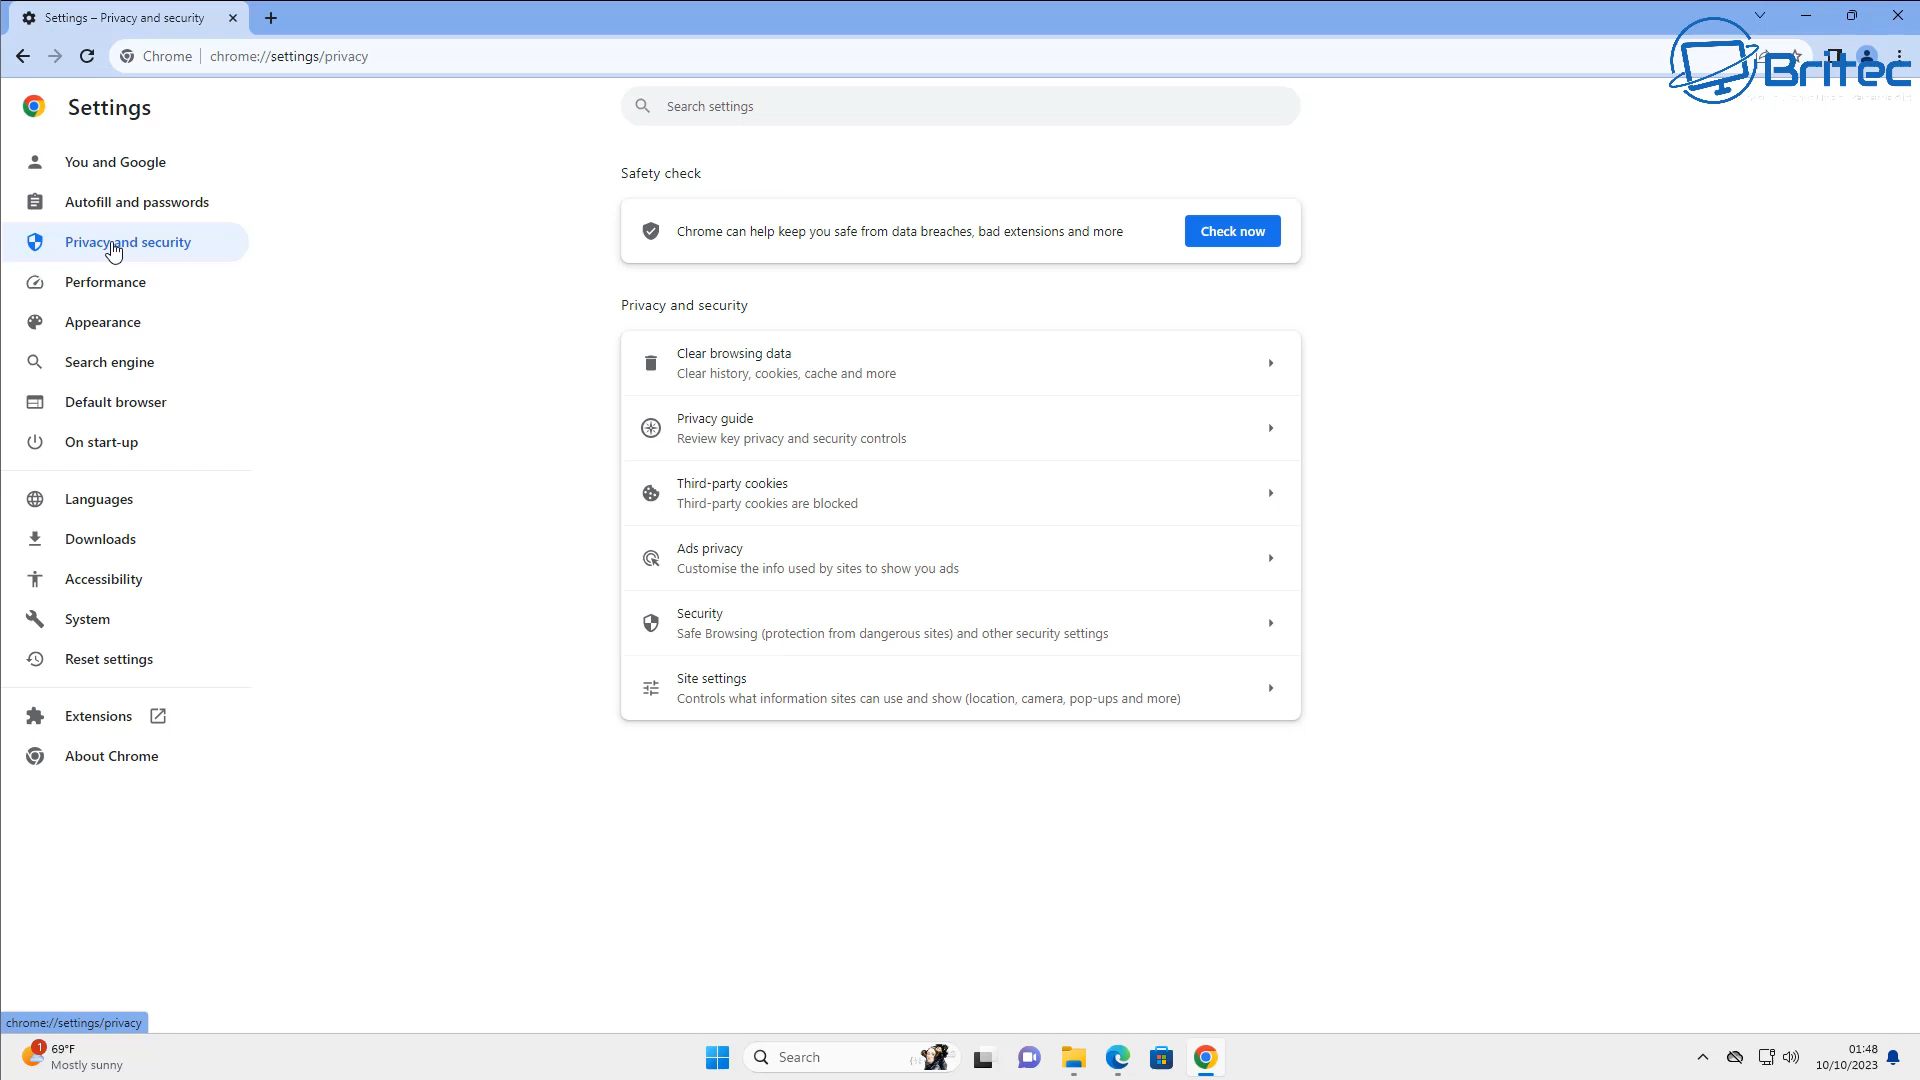 Settings – Privacy and security
Chrome
chrome://settings/privacy
Britec
Settings
Search settings
You and Google
Autofill and passwords
Privacy and security
Performance
Appearance
Search engine
Default browser
On start-up
Languages
Downloads
Accessibility
System
Reset settings
Extensions
About Chrome
Safety check
Chrome can help keep you safe from data breaches, bad extensions and more
Check now
Privacy and security
Clear browsing data
Clear history, cookies, cache and more
Privacy guide
Review key privacy and security controls
Third-party cookies
Third-party cookies are blocked
Ads privacy
Customise the info used by sites to show you ads
Security
Safe Browsing (protection from dangerous sites) and other security settings
Site settings
Controls what information sites can use and show (location, camera, pop-ups and more)
chrome://settings/privacy
1
69°F
Mostly sunny
Search
01:48
10/10/2023